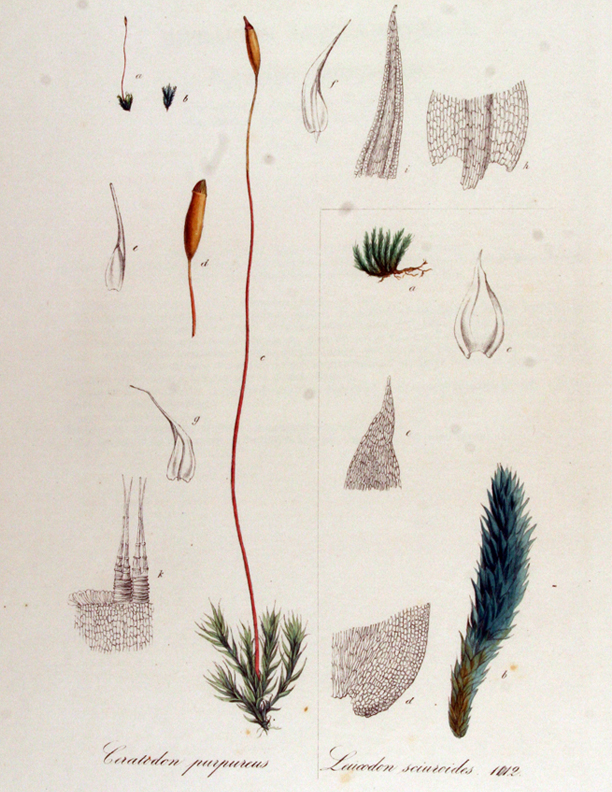 a
b
f
i
h
e
d
c
a
c
g
e
k
b
d
Ceratodon purpureus
Leucodon sciuroides 1012.